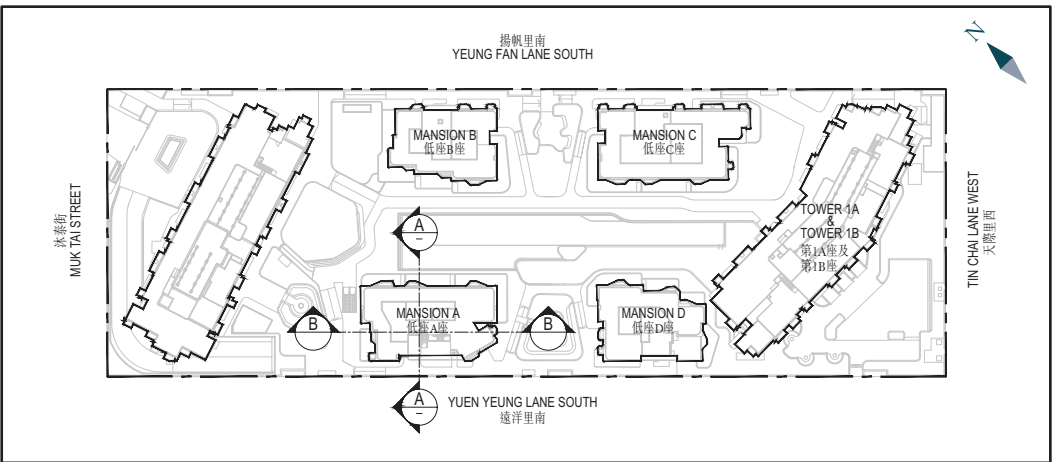 N
揚帆里南
YEUNG FAN LANE SOUTH
MANSION B
低座B座
MANSION C
低座C座
沐泰街
MUK TAI STREET
TOWER 1A
&
TOWER 1B
第1A座及
第1B座
TIN CHAI LANE WEST
天際里西
A
–
MANSION A
低座A座
B
B
MANSION D
低座D座
A
–
YUEN YEUNG LANE SOUTH
遠洋里南